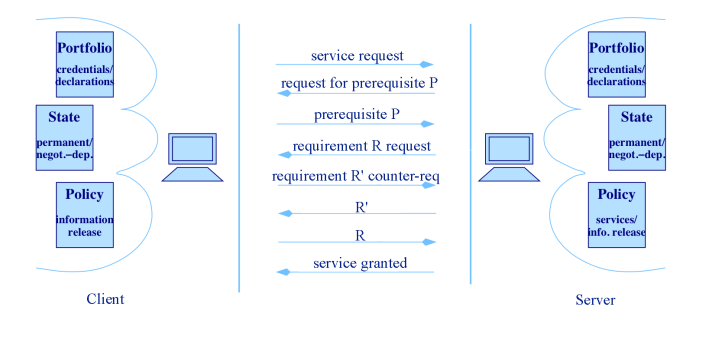 Portfolio
credentials/
declarations
State
permanent/
negot.–dep.
Policy
information
release
Client
service request
request for prerequisite P
prerequisite P
requirement R request
requirement R' counter-req
R'
R
service granted
Portfolio
credentials/
declarations
State
permanent/
negot.–dep.
Policy
services/
info. release
Server